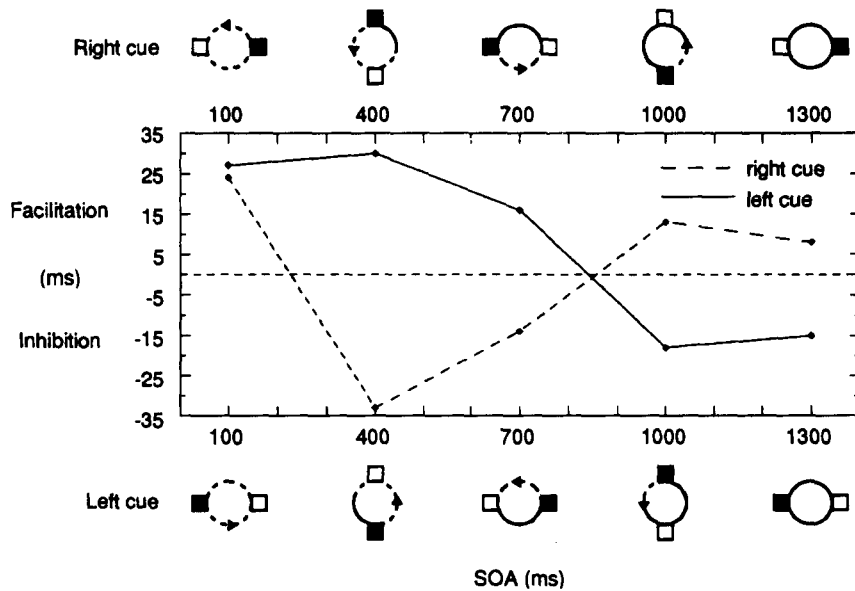 Right cue
100 400 700 1000 1300
35
25
Facilitation
15
5
(ms)
-5
Inhibition
-15
-25
-35
right cue
left cue
100 400 700 1000 1300
Left cue
SOA (ms)